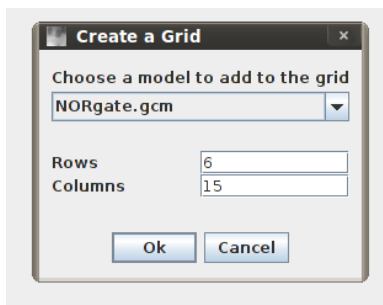 Create a Grid
Choose a model to add to the grid
NORgate.gcm
Rows 6
Columns 15
Ok Cancel